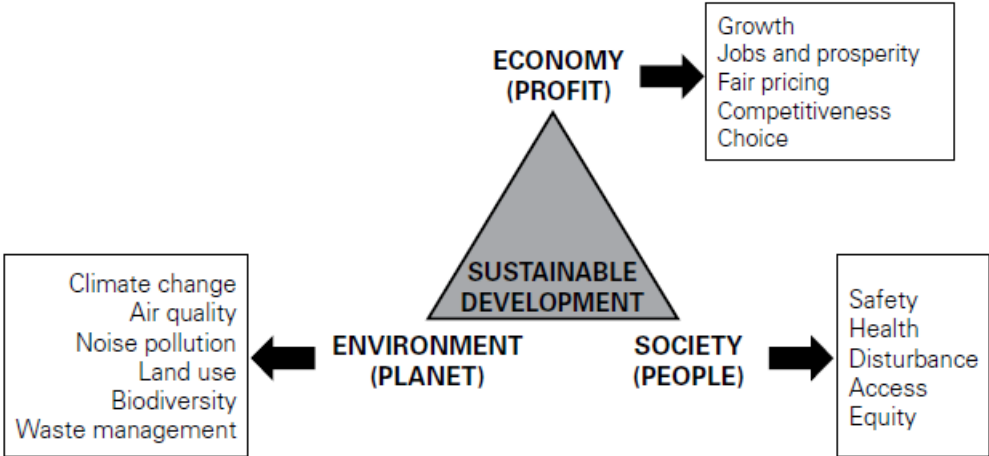 ECONOMY
(PROFIT)
Growth
Jobs and prosperity
Fair pricing
Competitiveness
Choice
SUSTAINABLE
DEVELOPMENT
Climate change
Air quality
Noise pollution
Land use
Biodiversity
Waste management
ENVIRONMENT
(PLANET)
SOCIETY
(PEOPLE)
Safety
Health
Disturbance
Access
Equity